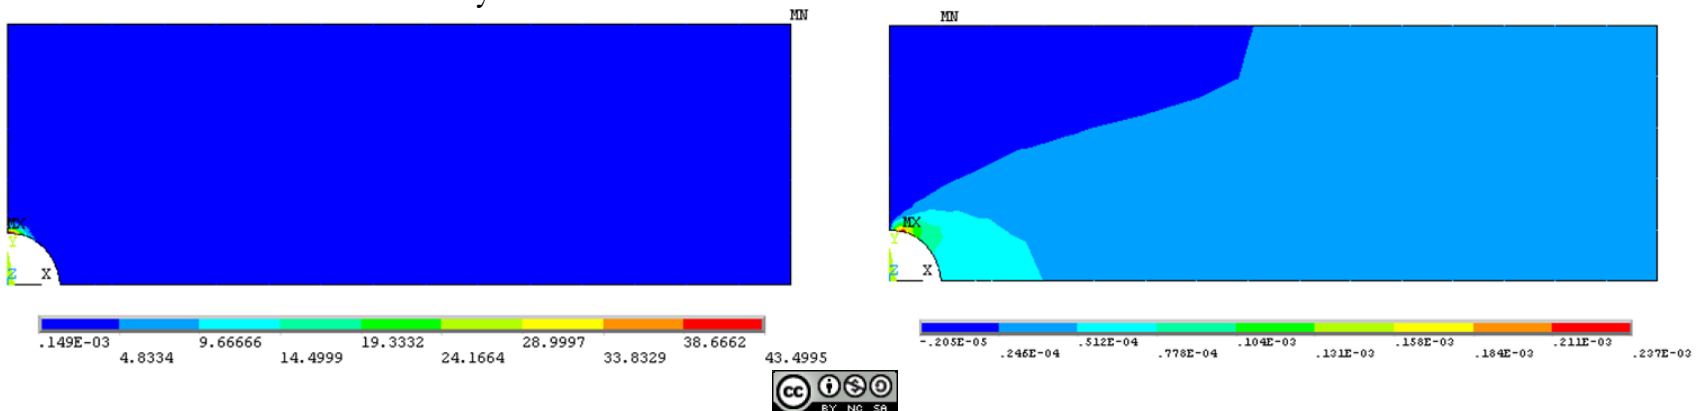 MN
MN
MX
Y
Z X
MX
Y
Z X
.149E-03 9.66666 19.3332 28.9997 38.6662
4.8334 14.4999 24.1664 33.8329 43.4995
-.205E-05 .512E-04 .104E-03 .158E-03 .211E-03
.246E-04 .778E-04 .131E-03 .184E-03 .237E-03
cc
BY NC SA